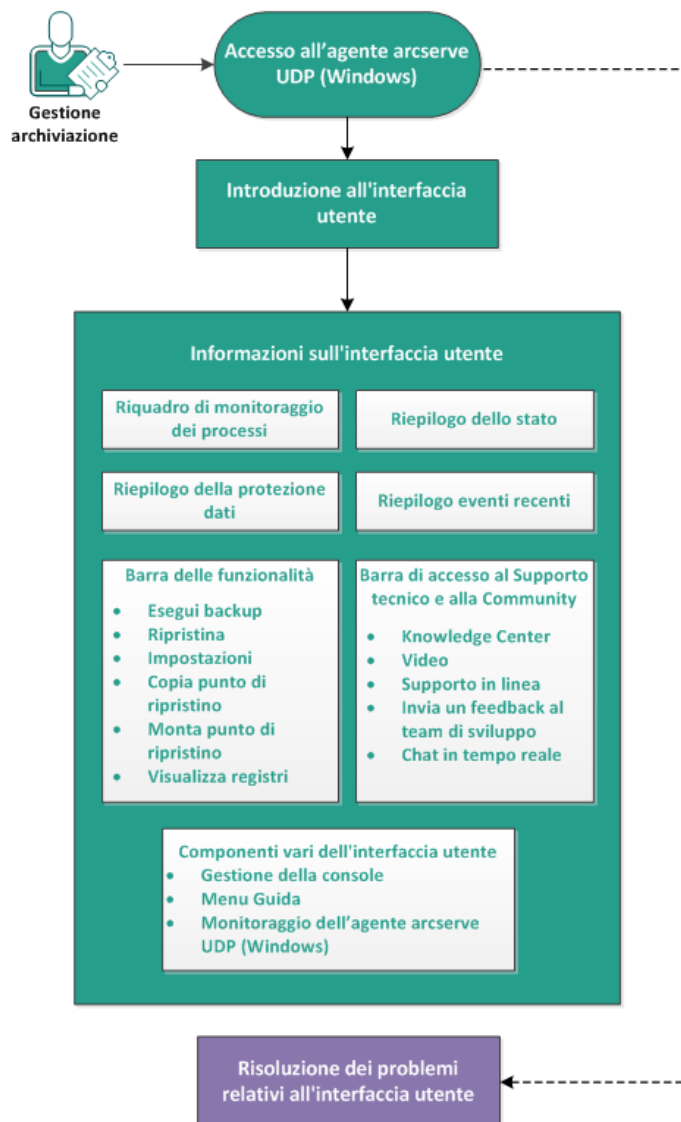 Gestione
archiviazione
Accesso all'agente arcserve
UDP (Windows)
Introduzione all'interfaccia
utente
Informazioni sull'interfaccia utente
Riquadro di monitoraggio
dei processi
Riepilogo dello stato
Riepilogo della protezione
dati
Riepilogo eventi recenti
Barra delle funzionalità
• Esegui backup
• Ripristina
• Impostazioni
• Copia punto di
ripristino
• Monta punto di
ripristino
• Visualizza registri
Barra di accesso al Supporto
tecnico e alla Community
• Knowledge Center
• Video
• Supporto in linea
• Invia un feedback al
team di sviluppo
• Chat in tempo reale
Componenti vari dell'interfaccia utente
• Gestione della console
• Menu Guida
• Monitoraggio dell'agente arcserve
UDP (Windows)
Risoluzione dei problemi
relativi all'interfaccia utente